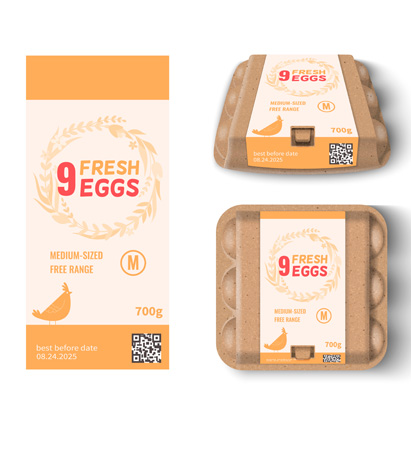 9 FRESH
EGGS
MEDIUM-SIZED
FREE RANGE
M
700g
best before date
08.24.2025
9 FRESH
EGGS
MEDIUM-SIZED
FREE RANGE
M
700g
best before date
08.24.2025
9 FRESH
EGGS
MEDIUM-SIZED
FREE RANGE
M
700g